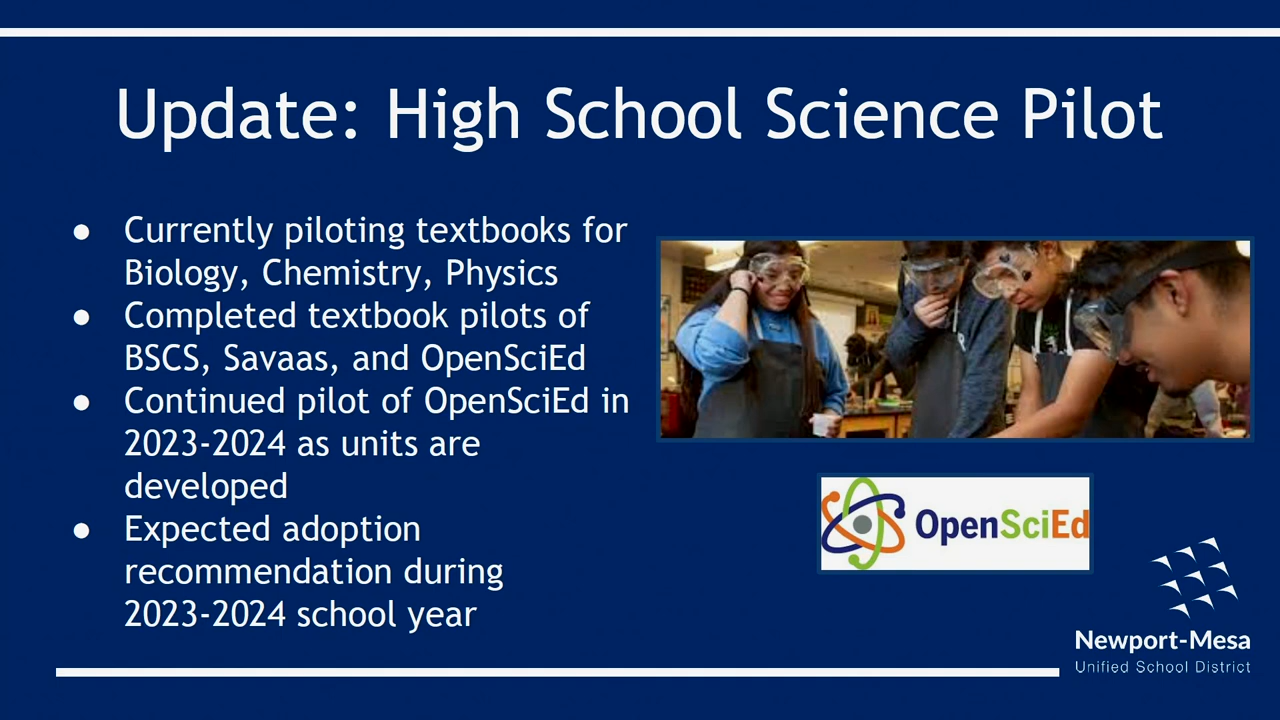 Update: High School Science Pilot
● Currently piloting textbooks for
Biology, Chemistry, Physics
● Completed textbook pilots of
BSCS, Savaas, and OpenSciEd
● Continued pilot of OpenSciEd in
2023-2024 as units are
developed
● Expected adoption
recommendation during
2023-2024 school year
OpenSciEd
Newport-Mesa
Unified School District